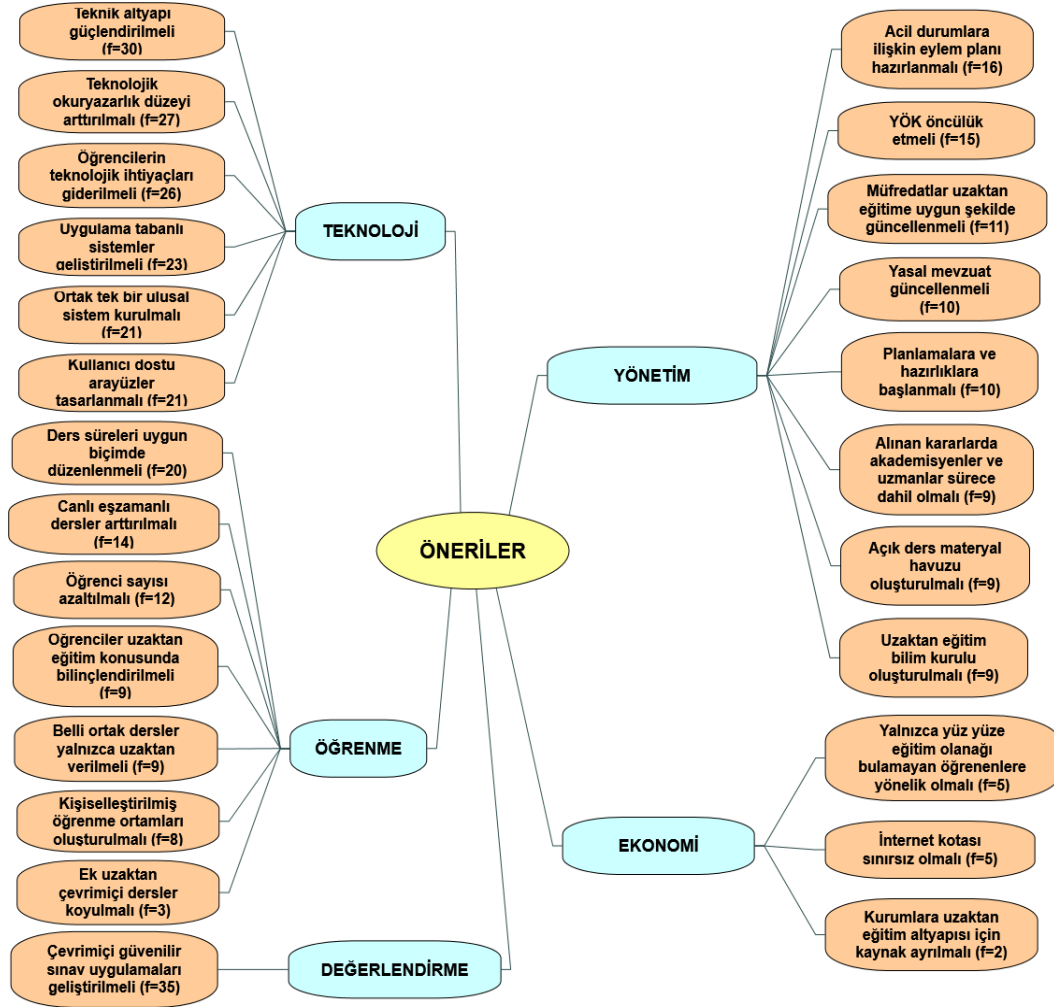 Teknik altyapı
güçlendirilmeli
(f=30)
Teknolojik
okuryazarlık düzeyi
arttırılmalı (f=27)
Öğrencilerin
teknolojik ihtiyaçları
giderilmeli (f=26)
Uygulama tabanlı
sistemler
geliştirilmeli (f=23)
Ortak tek bir ulusal
sistem kurulmalı
(f=21)
Kullanıcı dostu
arayüzler
tasarlanmalı (f=21)
TEKNOLOJİ
Ders süreleri uygun
biçimde
düzenlenmeli (f=20)
Canlı eşzamanlı
dersler arttırılmalı
(f=14)
Öğrenci sayısı
azaltılmalı (f=12)
Öğrenciler uzaktan
eğitim konusunda
bilinçlendirilmeli
(f=9)
Belli ortak dersler
yalnızca uzaktan
verilmeli (f=9)
Kişiselleştirilmiş
öğrenme ortamları
oluşturulmalı (f=8)
Ek uzaktan
çevrimiçi dersler
koyulmalı (f=3)
ÖĞRENME
Çevrimiçi güvenilir
sınav uygulamaları
geliştirilmeli (f=35)
DEĞERLENDİRME
ÖNERİLER
YÖNETİM
Acil durumlara
ilişkin eylem planı
hazırlanmalı (f=16)
YÖK öncülük
etmeli (f=15)
Müfredatlar uzaktan
eğitime uygun şekilde
güncellenmeli (f=11)
Yasal mevzuat
güncellenmeli
(f=10)
Planlamalara ve
hazırlıklara
başlanmalı (f=10)
Alınan kararlarda
akademisyenler ve
uzmanlar sürece
dahil olmalı (f=9)
Açık ders materyal
havuzu
oluşturulmalı (f=9)
Uzaktan eğitim
bilim kurulu
oluşturulmalı (f=9)
EKONOMİ
Yalnızca yüz yüze
eğitim olanağı
bulamayan öğrenenlere
yönelik olmalı (f=5)
İnternet kotası
sınırsız olmalı (f=5)
Kurumlara uzaktan
eğitim altyapısı için
kaynak ayrılmalı (f=2)